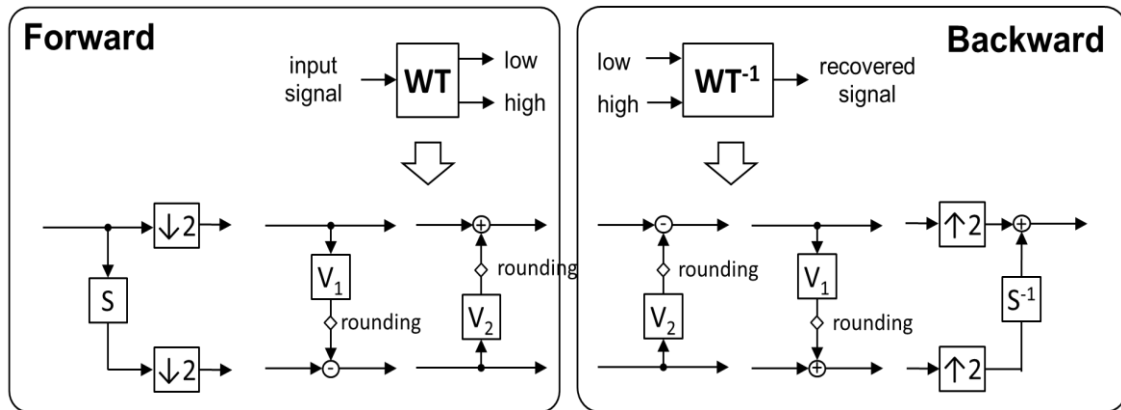 Forward
input
signal
WT
low
high
↓2
S
↓2
V₁
rounding
-
+
rounding
V₂
Backward
low
high
WT⁻¹
recovered
signal
-
rounding
V₂
V₁
rounding
+
↑2
+
S⁻¹
↑2